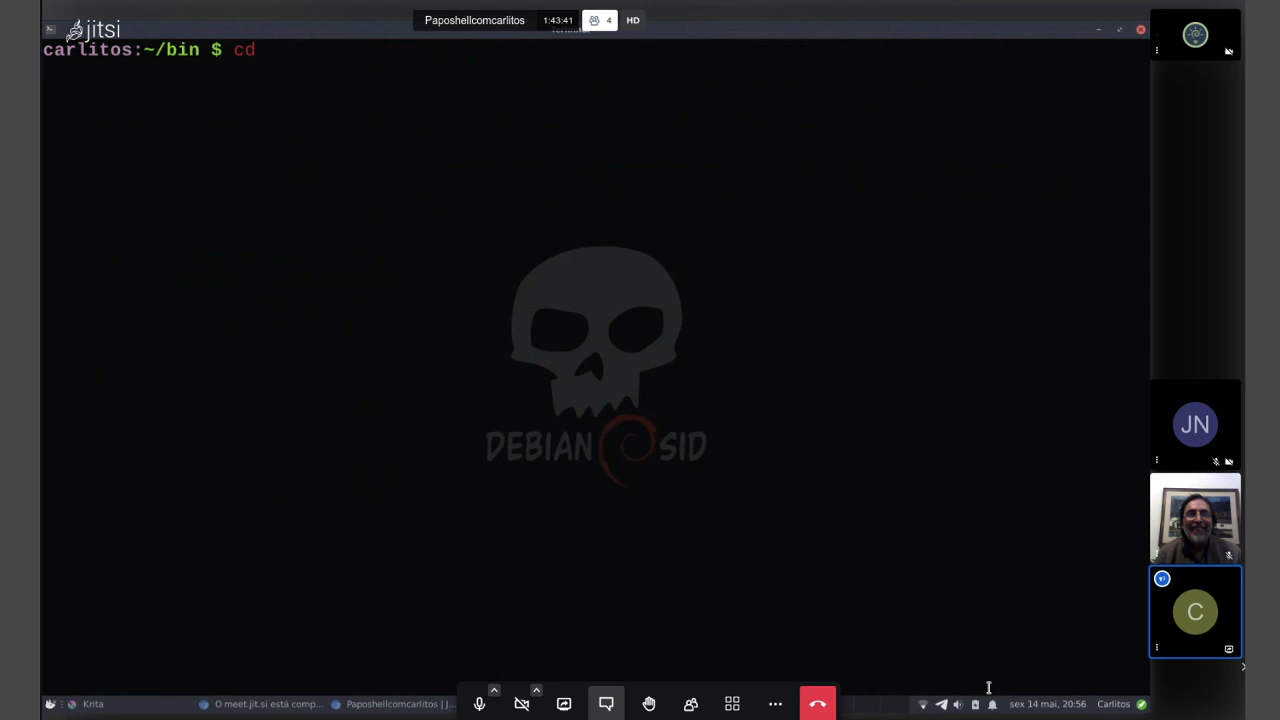 jitsi
Paposhellcomcarlitos
1:43:41
4
HD
carlitos:~/bin $ cd
DEBIAN SID
JN
C
Krita
O meet.jit.si está comp...
Paposhellcomcarlitos | J...
sex 14 mai, 20:56
Carlitos